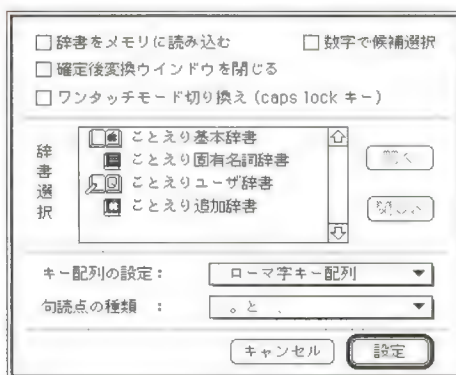 辞書をメモリに読み込む 数字で候補選択
確定後変換ウインドウを閉じる
ワンタッチモード切り換え (caps lock キー)
辞書選択
ことえり基本辞書
ことえり固有名詞辞書
ことえりユーザ辞書
ことえり追加辞書
開く
キー配列の設定： ローマ字キー配列
句読点の種類 ： 。と 、
キャンセル 設定